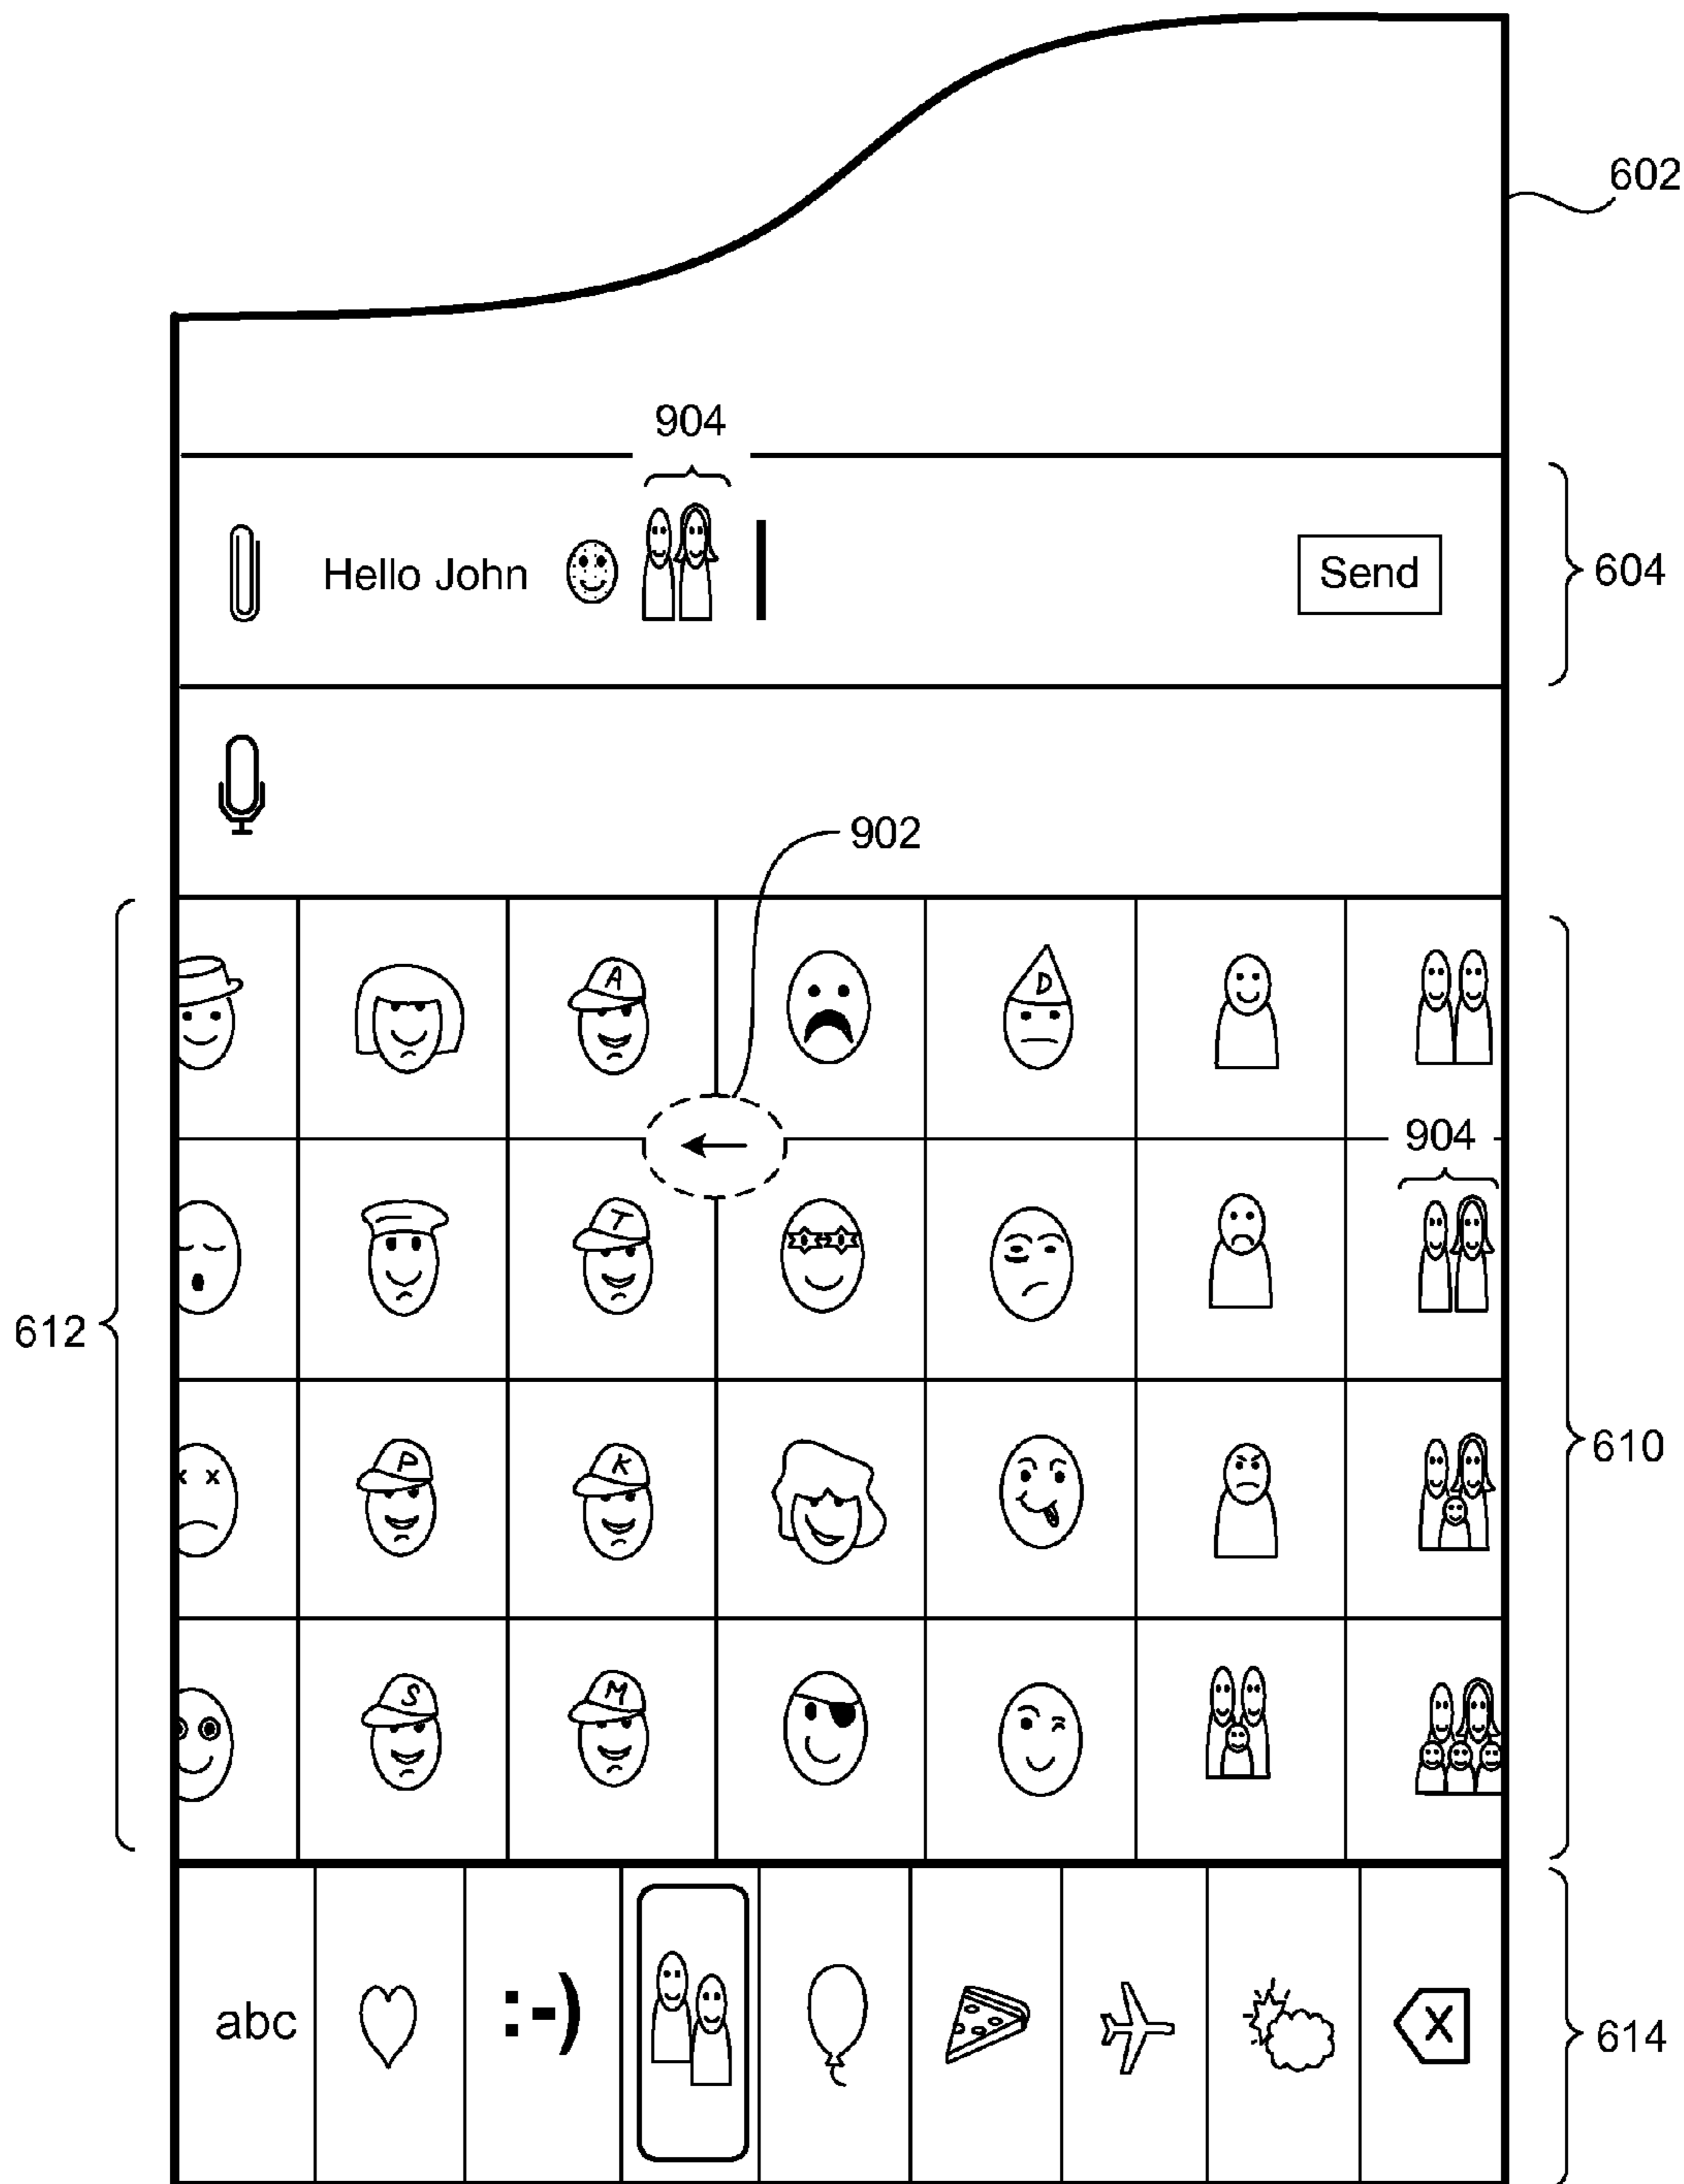 602
904
Hello John Send
604
902
A D
904
T
612
P K
610
S M
abc :-) X
614